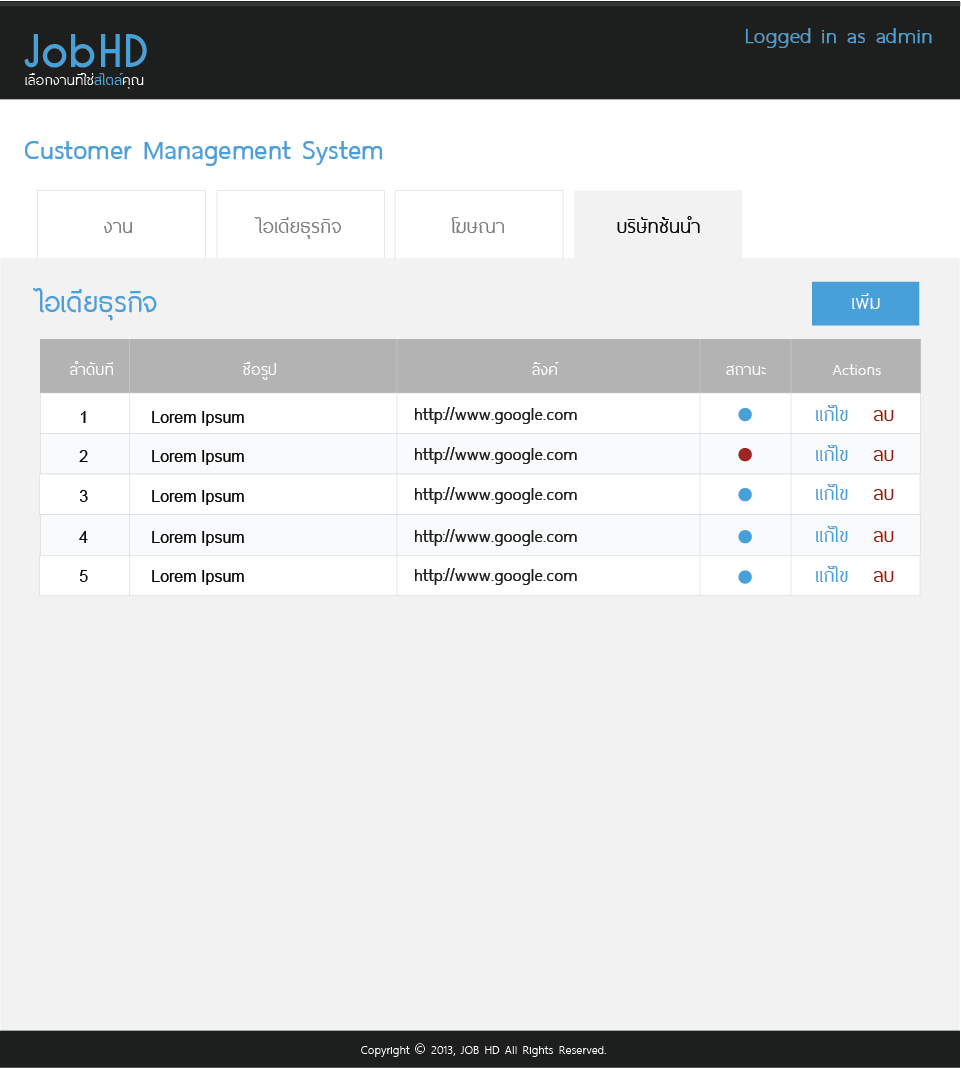 JobHD
เลือกงานที่ใช่สไตล์คุณ
Logged in as admin
Customer Management System
งาน ไอเดียธุรกิจ โฆษณา บริษัทชั้นนำ
ไอเดียธุรกิจ เพิ่ม
ลำดับที่ ชื่อรูป ลิงค์ สถานะ Actions
1 Lorem Ipsum http://www.google.com แก้ไข ลบ
2 Lorem Ipsum http://www.google.com แก้ไข ลบ
3 Lorem Ipsum http://www.google.com แก้ไข ลบ
4 Lorem Ipsum http://www.google.com แก้ไข ลบ
5 Lorem Ipsum http://www.google.com แก้ไข ลบ
Copyright © 2013, JOB HD All Rights Reserved.